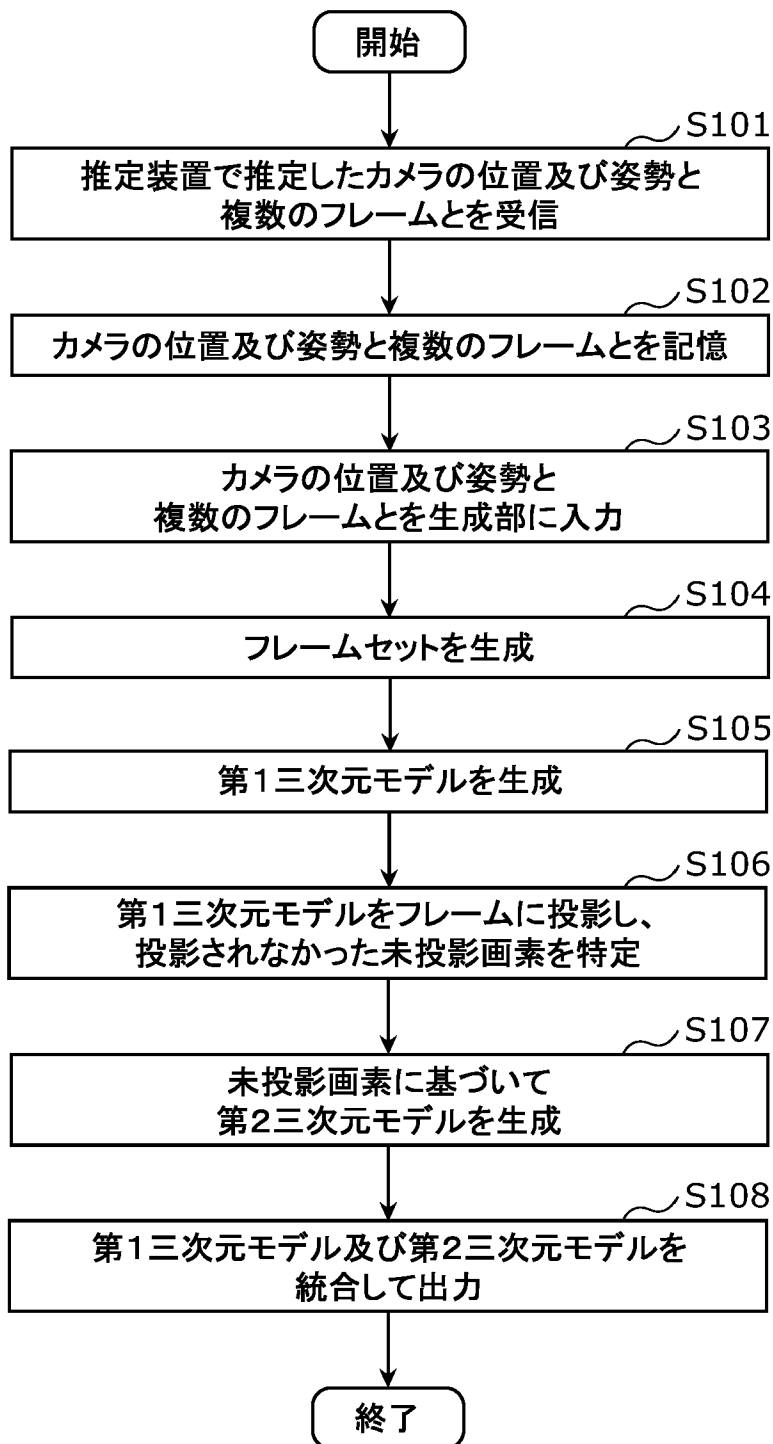 開始
S101
推定装置で推定したカメラの位置及び姿勢と
複数のフレームとを受信
S102
カメラの位置及び姿勢と複数のフレームとを記憶
S103
カメラの位置及び姿勢と
複数のフレームとを生成部に入力
S104
フレームセットを生成
S105
第1三次元モデルを生成
S106
第1三次元モデルをフレームに投影し、
投影されなかった未投影画素を特定
S107
未投影画素に基づいて
第2三次元モデルを生成
S108
第1三次元モデル及び第2三次元モデルを
統合して出力
終了